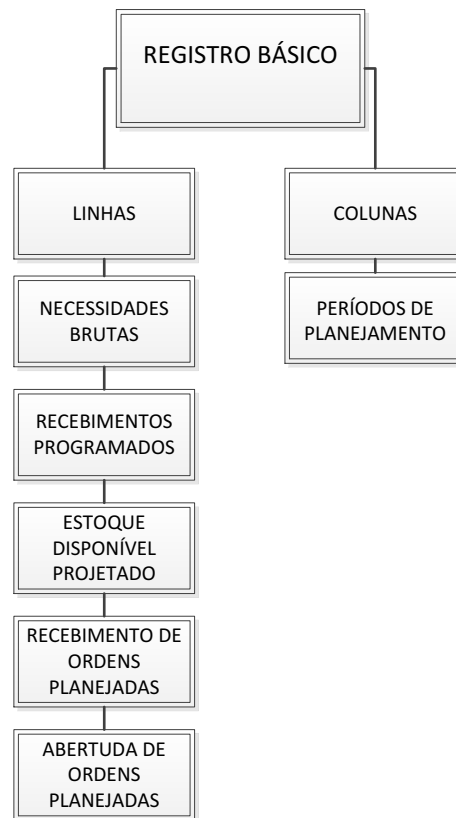 REGISTRO BÁSICO
LINHAS
COLUNAS
NECESSIDADES
BRUTAS
PERÍODOS DE
PLANEJAMENTO
RECEBIMENTOS
PROGRAMADOS
ESTOQUE
DISPONÍVEL
PROJETADO
RECEBIMENTO DE
ORDENS
PLANEJADAS
ABERTUDA DE
ORDENS
PLANEJADAS